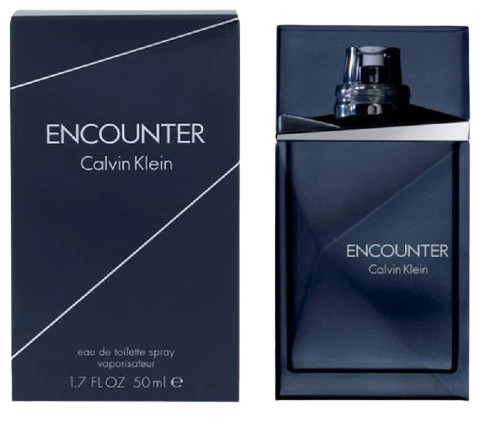 ENCOUNTER
Calvin Klein
eau de toilette spray
vaporisateur
1.7 FL OZ 50 ml ℮
ENCOUNTER
Calvin Klein